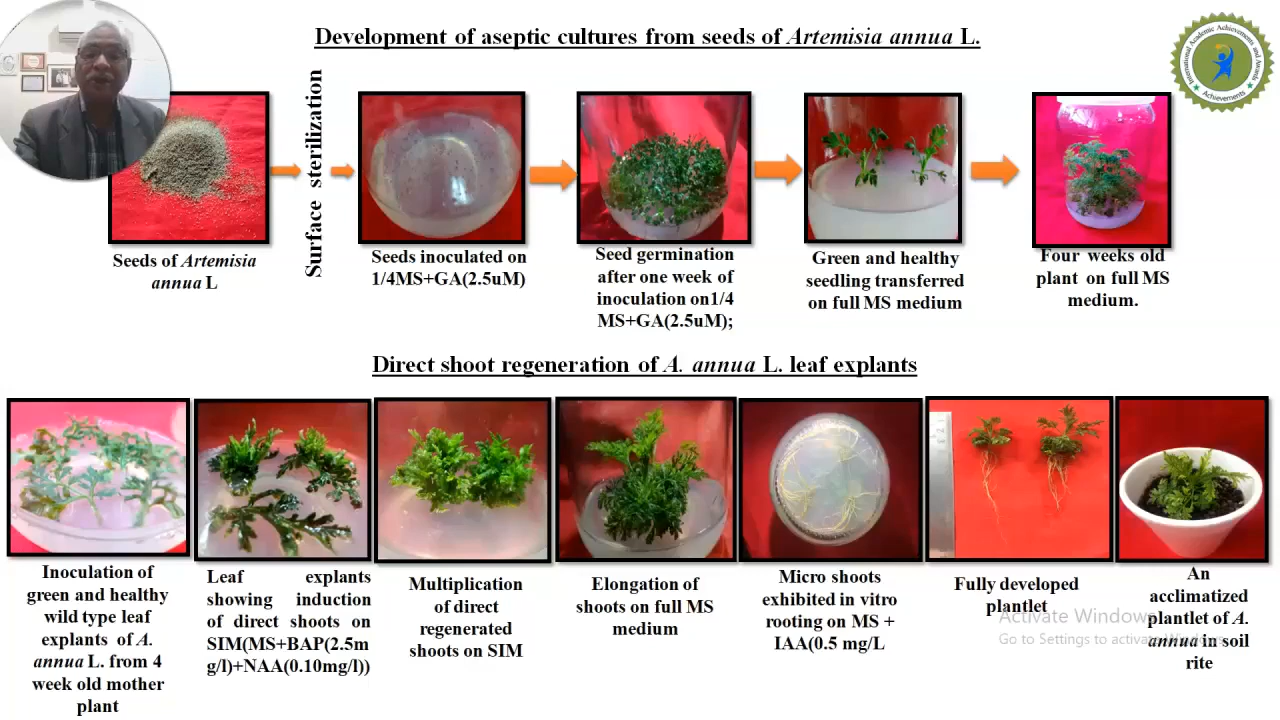 Development of aseptic cultures from seeds of Artemisia annua L.
International Academic Achievements and Awards
Achievements
Surface sterilization
Seeds of Artemisia
annua L
Seeds inoculated on
1/4MS+GA(2.5uM)
Seed germination
after one week of
inoculation on1/4
MS+GA(2.5uM);
Green and healthy
seedling transferred
on full MS medium
Four weeks old
plant on full MS
medium.
Direct shoot regeneration of A. annua L. leaf explants
Inoculation of
green and healthy
wild type leaf
explants of A.
annua L. from 4
week old mother
plant
Leaf explants
showing induction
of direct shoots on
SIM(MS+BAP(2.5m
g/l)+NAA(0.10mg/l))
Multiplication
of direct
regenerated
shoots on SIM
Elongation of
shoots on full MS
medium
Micro shoots
exhibited in vitro
rooting on MS +
IAA(0.5 mg/L
Fully developed
plantlet
An
acclimatized
plantlet of A.
annua in soil
rite
Activate Windows
Go to Settings to activate Windows.